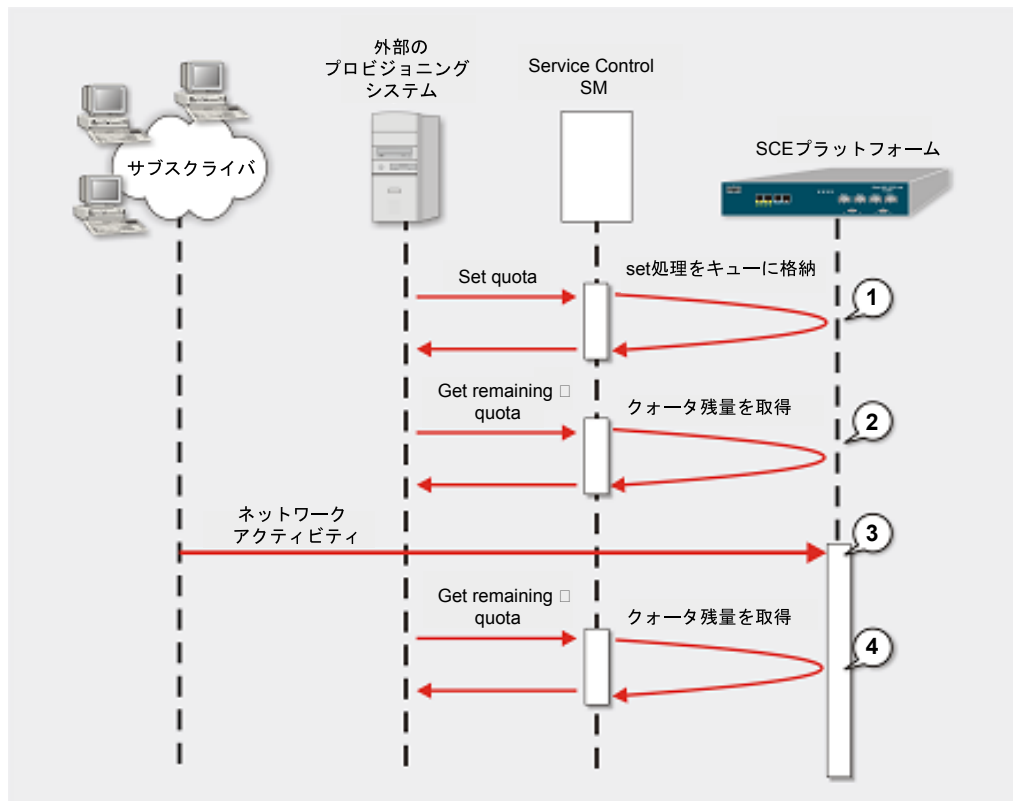 外部の
プロビジョニング
システム
Service Control
SM
サブスクライバ
SCEプラットフォーム
Set quota
set処理をキューに格納
1
Get remaining □
quota
クォータ残量を取得
2
ネットワーク
アクティビティ
3
Get remaining □
quota
クォータ残量を取得
4